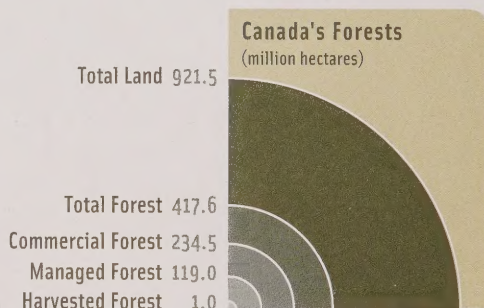 Canada's Forests
(million hectares)
Total Land 921.5
Total Forest 417.6
Commercial Forest 234.5
Managed Forest 119.0
Harvested Forest 1.0